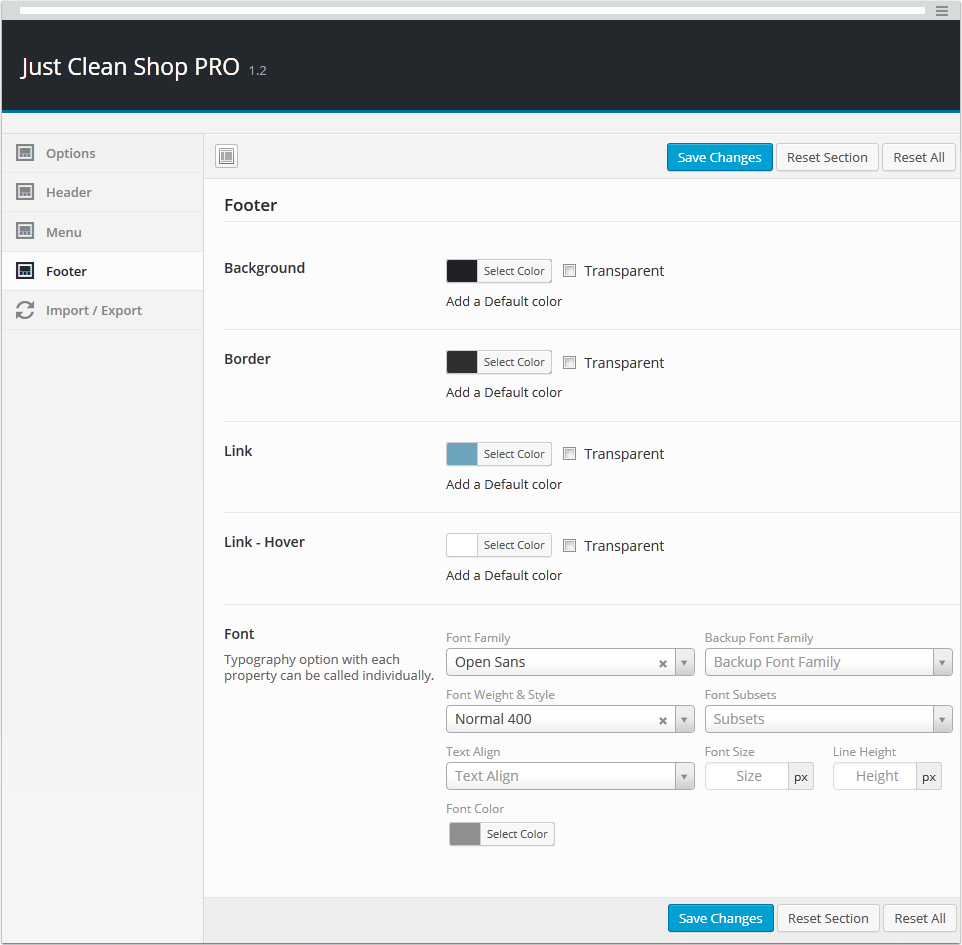 Just Clean Shop PRO 1.2
Options
Header
Menu
Footer
Import / Export
Save Changes Reset Section Reset All
Footer
Background
Select Color Transparent
Add a Default color
Border
Select Color Transparent
Add a Default color
Link
Select Color Transparent
Add a Default color
Link - Hover
Select Color Transparent
Add a Default color
Font
Typography option with each
property can be called individually.
Font Family Backup Font Family
Open Sans Backup Font Family
Font Weight & Style Font Subsets
Normal 400 Subsets
Text Align Font Size Line Height
Text Align Size px Height px
Font Color
Select Color
Save Changes Reset Section Reset All